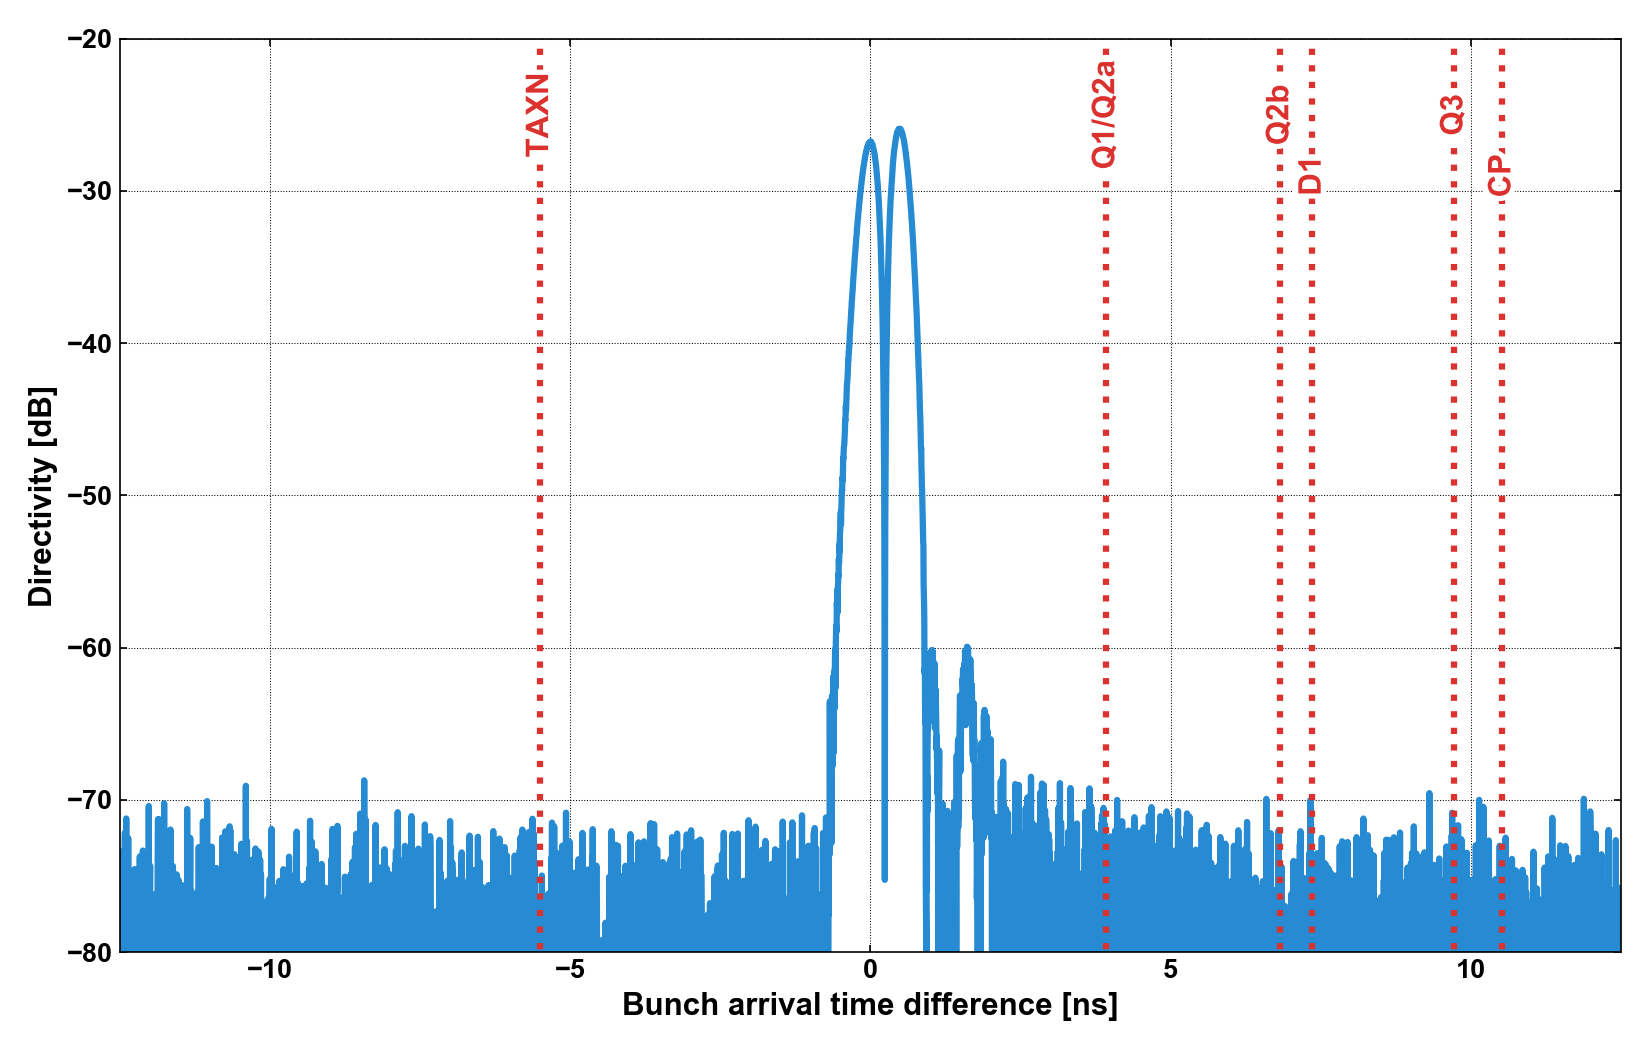 −20
−30
−40
−50
−60
−70
−80
Directivity [dB]
TAXN
Q1/Q2a
Q2b
D1
Q3
CP
−10
−5
0
5
10
Bunch arrival time difference [ns]